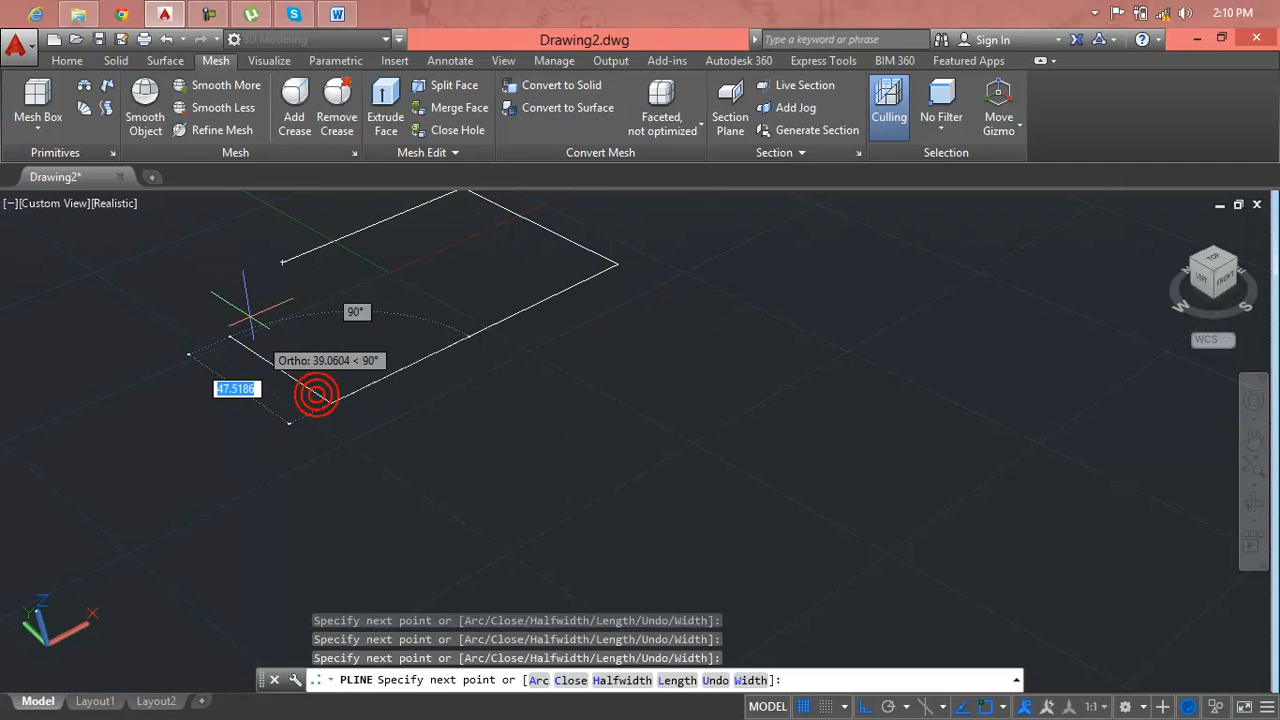 2:10 PM
3D Modeling
Drawing2.dwg
Type a keyword or phrase
Sign In
Home Solid Surface Mesh Visualize Parametric Insert Annotate View Manage Output Add-ins Autodesk 360 Express Tools BIM 360 Featured Apps
Mesh Box
Smooth Object
Smooth More
Smooth Less
Refine Mesh
Add Crease
Remove Crease
Extrude Face
Split Face
Merge Face
Close Hole
Convert to Solid
Convert to Surface
Faceted, not optimized
Section Plane
Live Section
Add Jog
Generate Section
Culling
No Filter
Move Gizmo
Primitives Mesh Mesh Edit Convert Mesh Section Selection
Drawing2*
[−][Custom View][Realistic]
TOP
LEFT FRONT
W S
WCS
90°
Ortho: 39.0604 < 90°
47.5186
Z
Y X
Specify next point or [Arc/Close/Halfwidth/Length/Undo/Width]:
Specify next point or [Arc/Close/Halfwidth/Length/Undo/Width]:
Specify next point or [Arc/Close/Halfwidth/Length/Undo/Width]:
PLINE Specify next point or [Arc Close Halfwidth Length Undo Width]:
Model Layout1 Layout2 +
MODEL
1:1